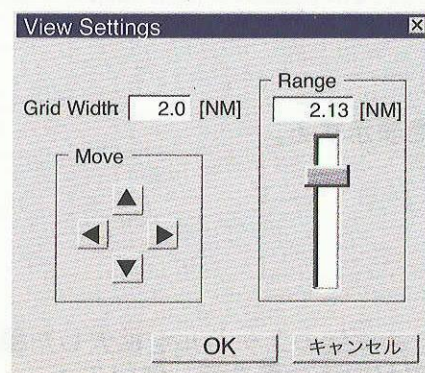 View Settings
Grid Width 2.0 [NM]
Range
2.13 [NM]
Move
OK
キャンセル